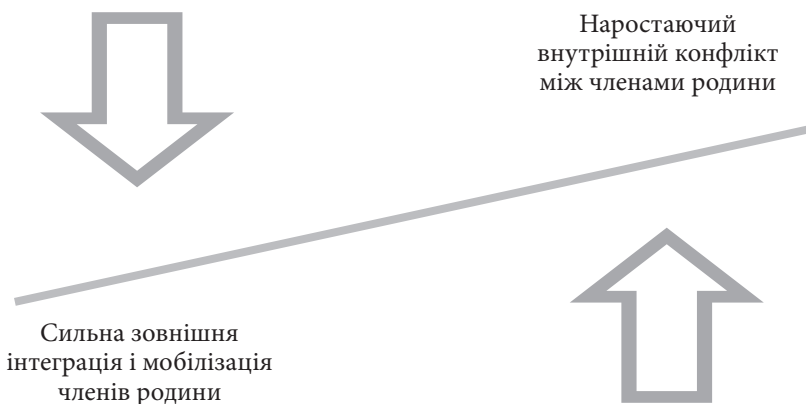 Наростаючий
внутрішній конфлікт
між членами родини
Сильна зовнішня
інтеграція і мобілізація
членів родини